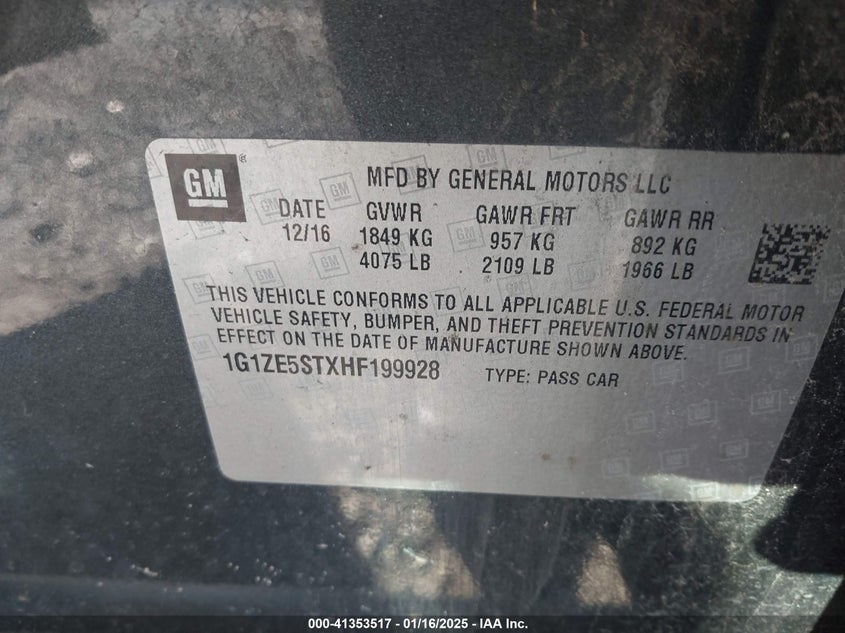 GM
MFD BY GENERAL MOTORS LLC
DATE GVWR GAWR FRT GAWR RR
12/16 1849 KG 957 KG 892 KG
4075 LB 2109 LB 1966 LB
THIS VEHICLE CONFORMS TO ALL APPLICABLE U.S. FEDERAL MOTOR
VEHICLE SAFETY, BUMPER, AND THEFT PREVENTION STANDARDS IN
EFFECT ON THE DATE OF MANUFACTURE SHOWN ABOVE.
1G1ZE5STXHF199928 TYPE: PASS CAR
000-41353517 - 01/16/2025 - IAA Inc.